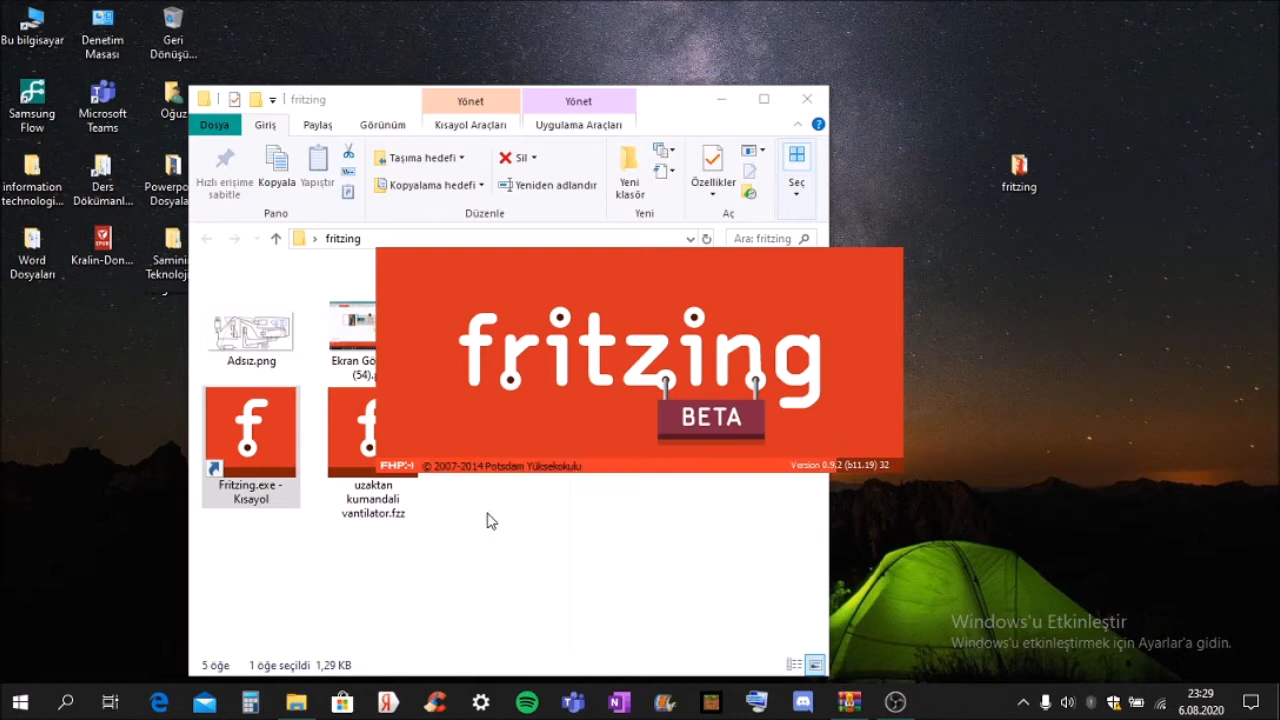 Bu bilgisayar
Denetim
Masası
Geri
Dönüşü...
Samsung
Flow
Microsoft
Teams
Oğuz
information
technologi...
Ders
Dökümanl...
Powerpo
Dosyala
Word
Dosyaları
Kralin-Don...
Samini
Teknoloji
fritzing
Yönet
Yönet
Dosya
Giriş
Paylaş
Görünüm
Kısayol Araçları
Uygulama Araçları
Hızlı erişime
sabitle
Kopyala
Yapıştır
Pano
Taşıma hedefi
Kopyalama hedefi
Sil
Yeniden adlandır
Düzenle
Yeni
klasör
Yeni
Özellikler
Aç
Seç
fritzing
Ara: fritzing
Adsız.png
Ekran Gö
(54).p
Fritzing.exe -
Kısayol
uzaktan
kumandali
vantilator.fzz
fritzing
BETA
FHP
© 2007-2014 Potsdam Yüksekokulu
Version 0.9.2 (b11.19) 32
5 öğe
1 öğe seçildi 1,29 KB
fritzing
Windows'u Etkinleştir
Windows'u etkinleştirmek için Ayarlar'a gidin.
23:29
6.08.2020